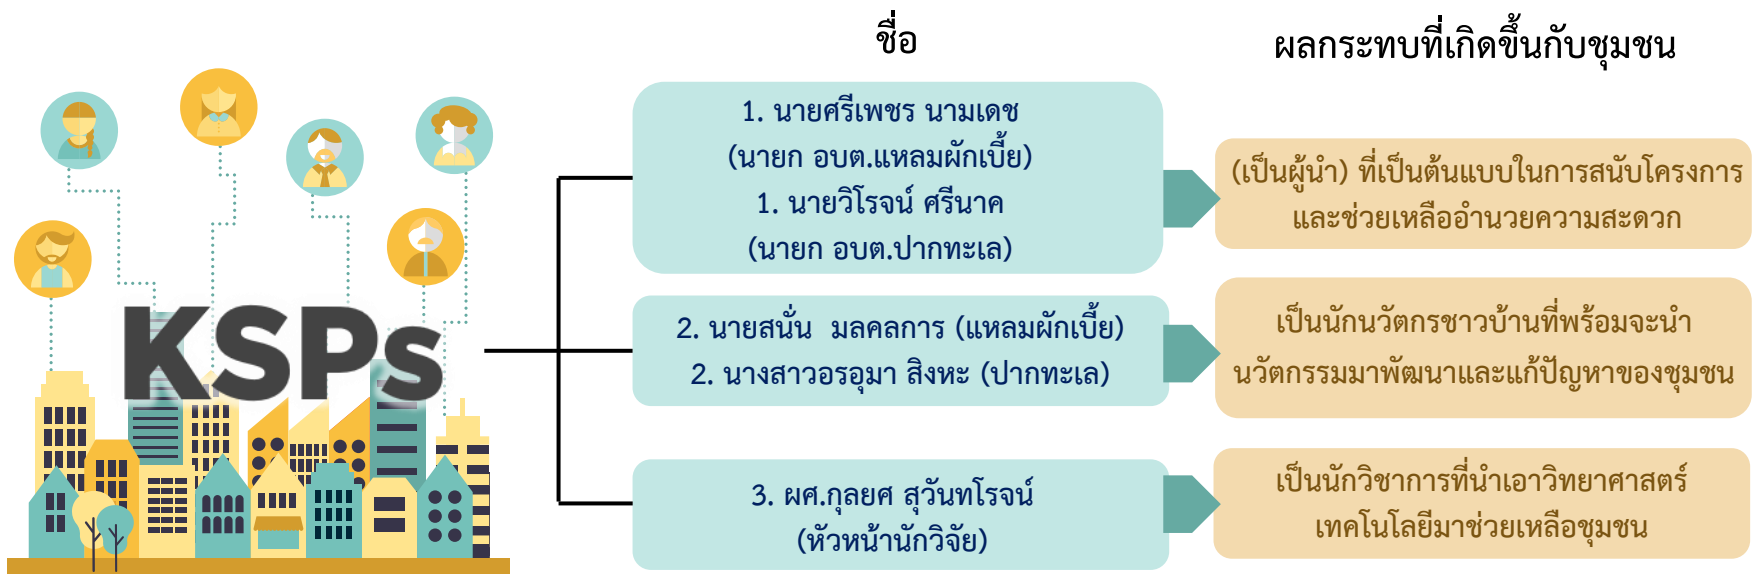 ชื่อ
ผลกระทบที่เกิดขึ้นกับชุมชน
KSPs
1. นายศรีเพชร นามเดช
(นายก อบต.แหลมผักเบี้ย)
1. นายวิโรจน์ ศรีนาค
(นายก อบต.ปากทะเล)
(เป็นผู้นำ) ที่เป็นต้นแบบในการสนับโครงการ
และช่วยเหลืออำนวยความสะดวก
2. นายสนั่น มลคลการ (แหลมผักเบี้ย)
2. นางสาวอรอุมา สิงหะ (ปากทะเล)
เป็นนักนวัตกรชาวบ้านที่พร้อมจะนำ
นวัตกรรมมาพัฒนาและแก้ปัญหาของชุมชน
3. ผศ.กุลยศ สุวันทโรจน์
(หัวหน้านักวิจัย)
เป็นนักวิชาการที่นำเอาวิทยาศาสตร์
เทคโนโลยีมาช่วยเหลือชุมชน